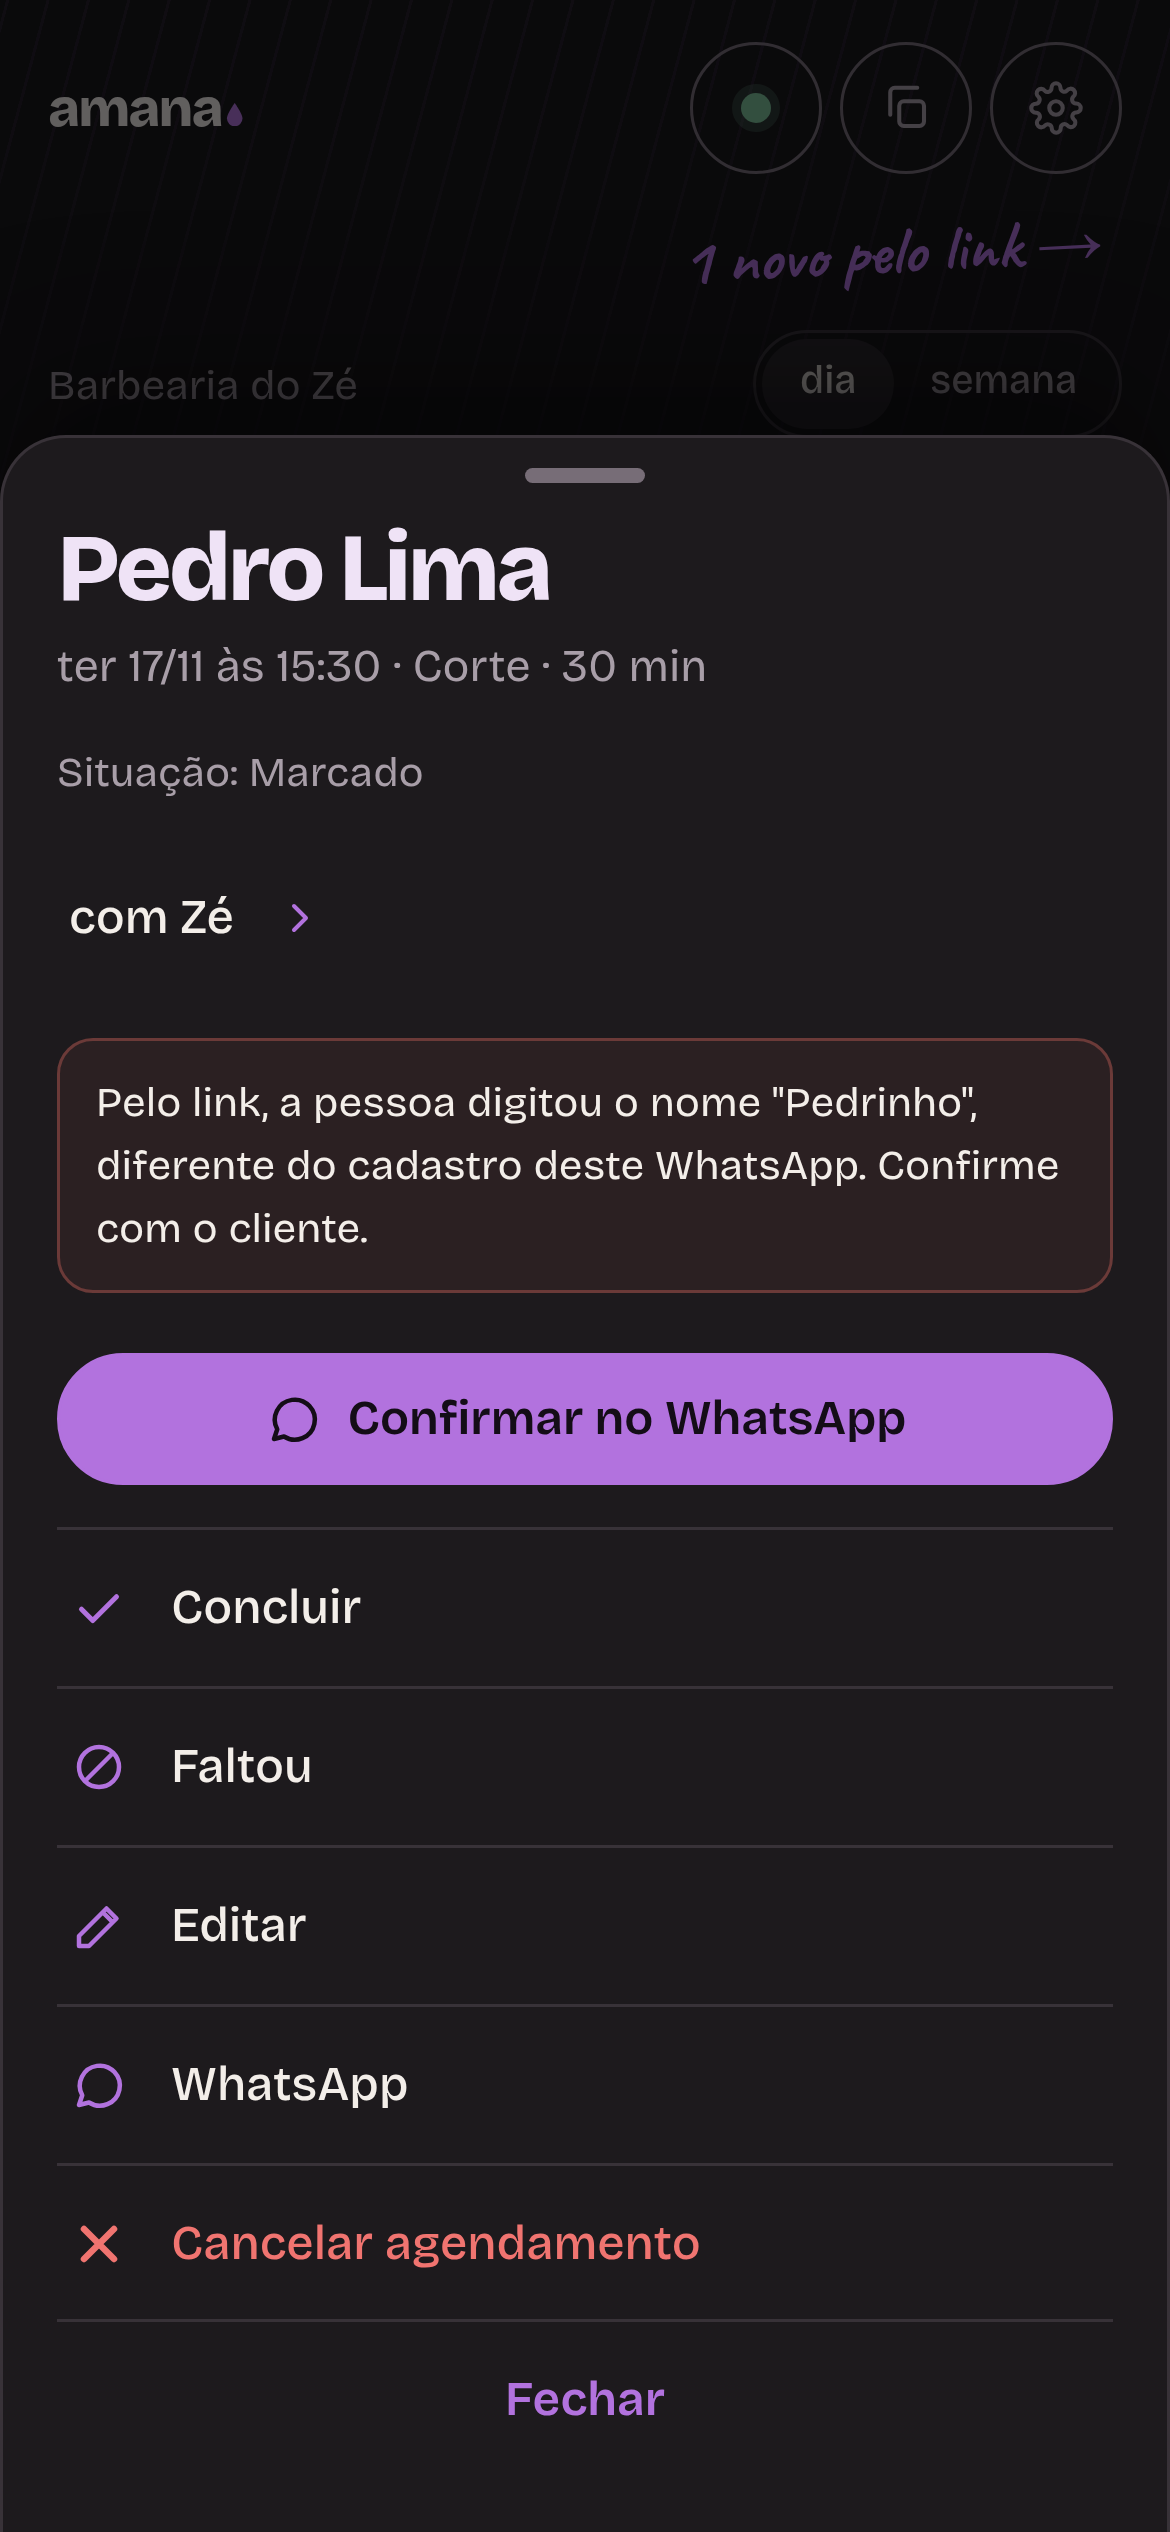 amana
1 novo pelo link →
Barbearia do Zé
dia semana
Pedro Lima
ter 17/11 às 15:30 · Corte · 30 min
Situação: Marcado
com Zé
Pelo link, a pessoa digitou o nome "Pedrinho",
diferente do cadastro deste WhatsApp. Confirme
com o cliente.
Confirmar no WhatsApp
Concluir
Faltou
Editar
WhatsApp
Cancelar agendamento
Fechar